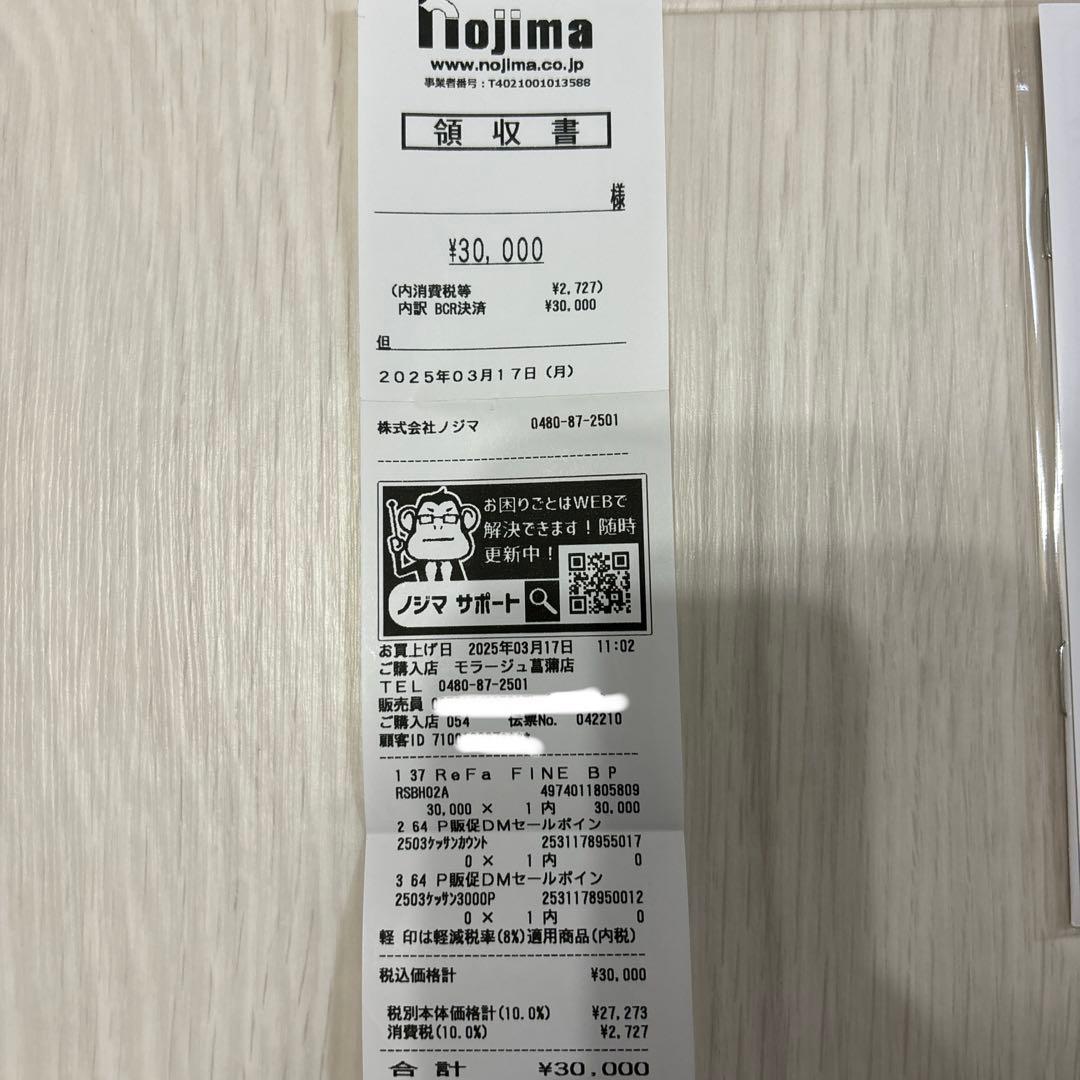 nojima
www.nojima.co.jp
事業者番号：T4021001013588
領収書
様
¥30,000
(内消費税等 ¥2,727)
内訳 BCR決済 ¥30,000
但
2025年03月17日(月)
株式会社ノジマ 0480-87-2501
お困りごとはWEBで
解決できます！随時
更新中！
ノジマ サポート
お買上げ日 2025年03月17日 11:02
ご購入店 モラージュ菖蒲店
TEL 0480-87-2501
販売員
ご購入店 054 伝票No. 042210
顧客ID 710
1 37 ReFa FINE BP
RSBH02A 4974011805809
30,000 × 1 内 30,000
2 64 P販促DMセールポイン
2503ｹｯｻﾝカウント 2531178955017
0 × 1 内 0
3 64 P販促DMセールポイン
2503ｹｯｻﾝ3000P 2531178950012
0 × 1 内 0
軽 印は軽減税率(8%)適用商品(内税)
税込価格計 ¥30,000
税別本体価格計(10.0%) ¥27,273
消費税(10.0%) ¥2,727
合計 ¥30,000